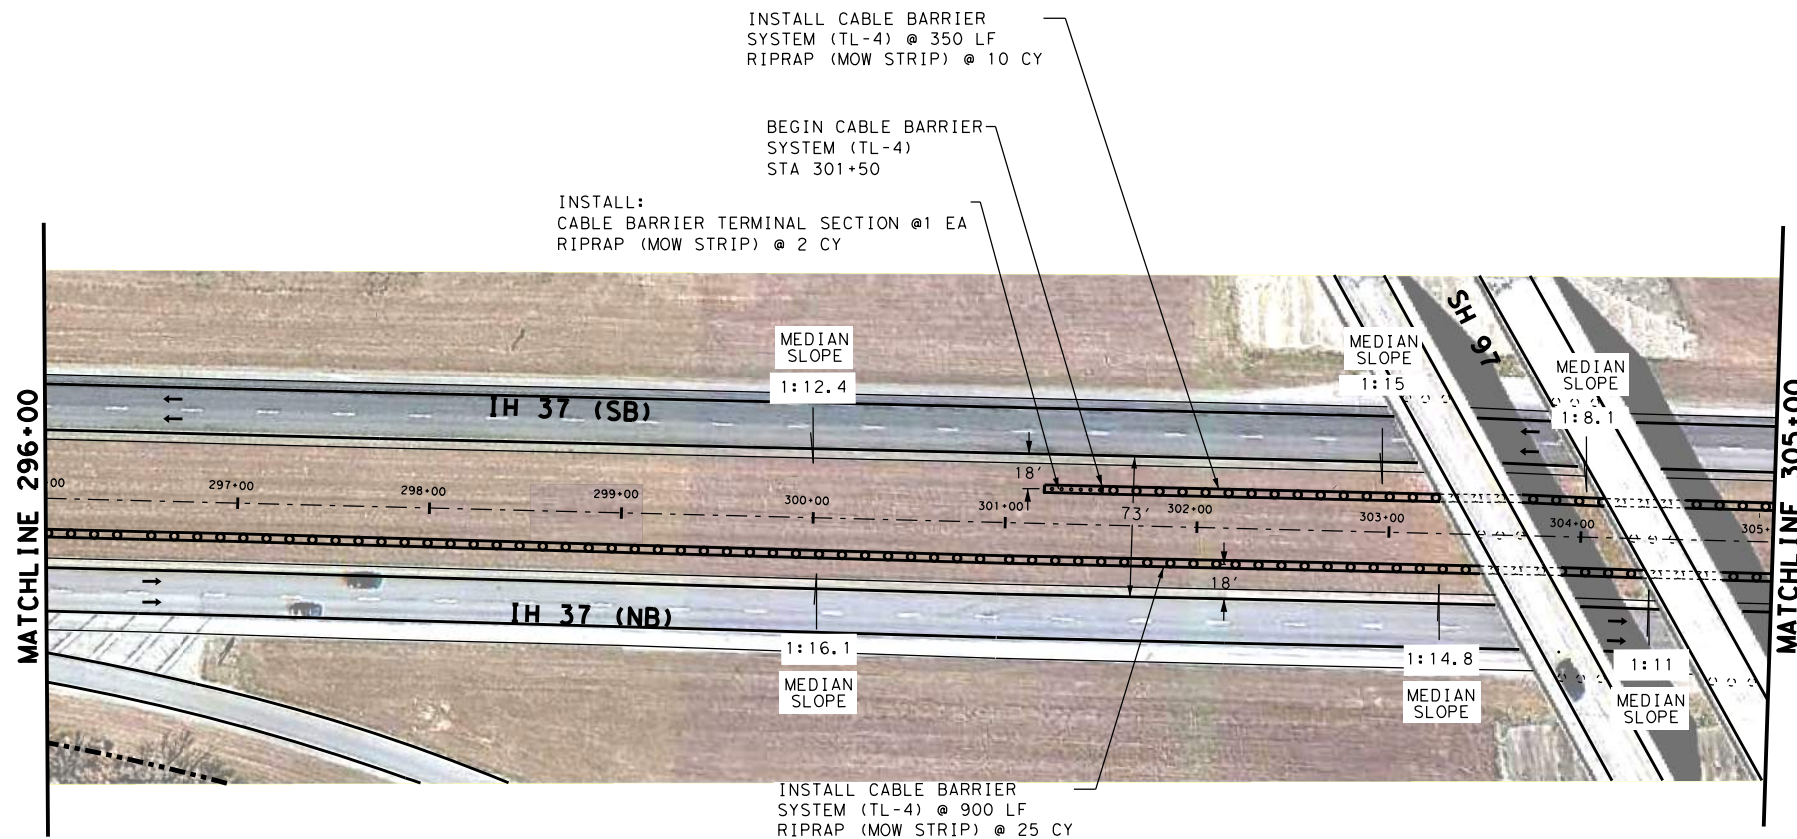 INSTALL CABLE BARRIER
SYSTEM (TL-4) @ 350 LF
RIPRAP (MOW STRIP) @ 10 CY
BEGIN CABLE BARRIER
SYSTEM (TL-4)
STA 301+50
INSTALL:
CABLE BARRIER TERMINAL SECTION @1 EA
RIPRAP (MOW STRIP) @ 2 CY
MATCHLINE 296+00
MEDIAN
SLOPE
1:12.4
MEDIAN
SLOPE
1:15
SH 97
MEDIAN
SLOPE
1:8.1
IH 37 (SB)
18'
73'
00
297+00
298+00
299+00
300+00
301+00
302+00
303+00
304+00
305+
18'
IH 37 (NB)
1:16.1
MEDIAN
SLOPE
1:14.8
MEDIAN
SLOPE
1:11
MEDIAN
SLOPE
MATCHLINE 305+00
INSTALL CABLE BARRIER
SYSTEM (TL-4) @ 900 LF
RIPRAP (MOW STRIP) @ 25 CY